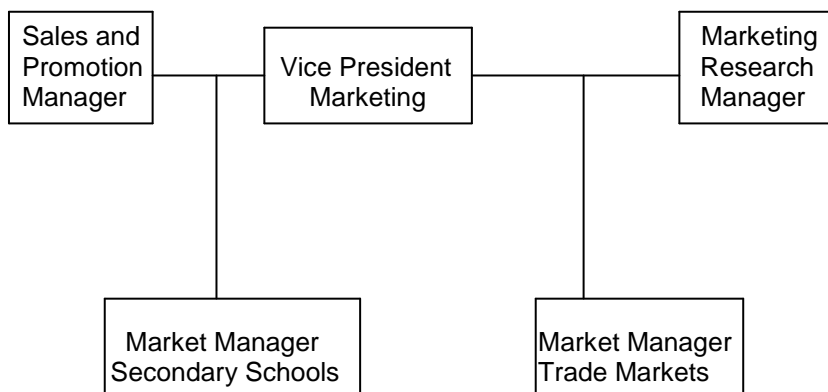 Sales and
Promotion
Manager
Vice President
Marketing
Marketing
Research
Manager
Market Manager
Secondary Schools
Market Manager
Trade Markets